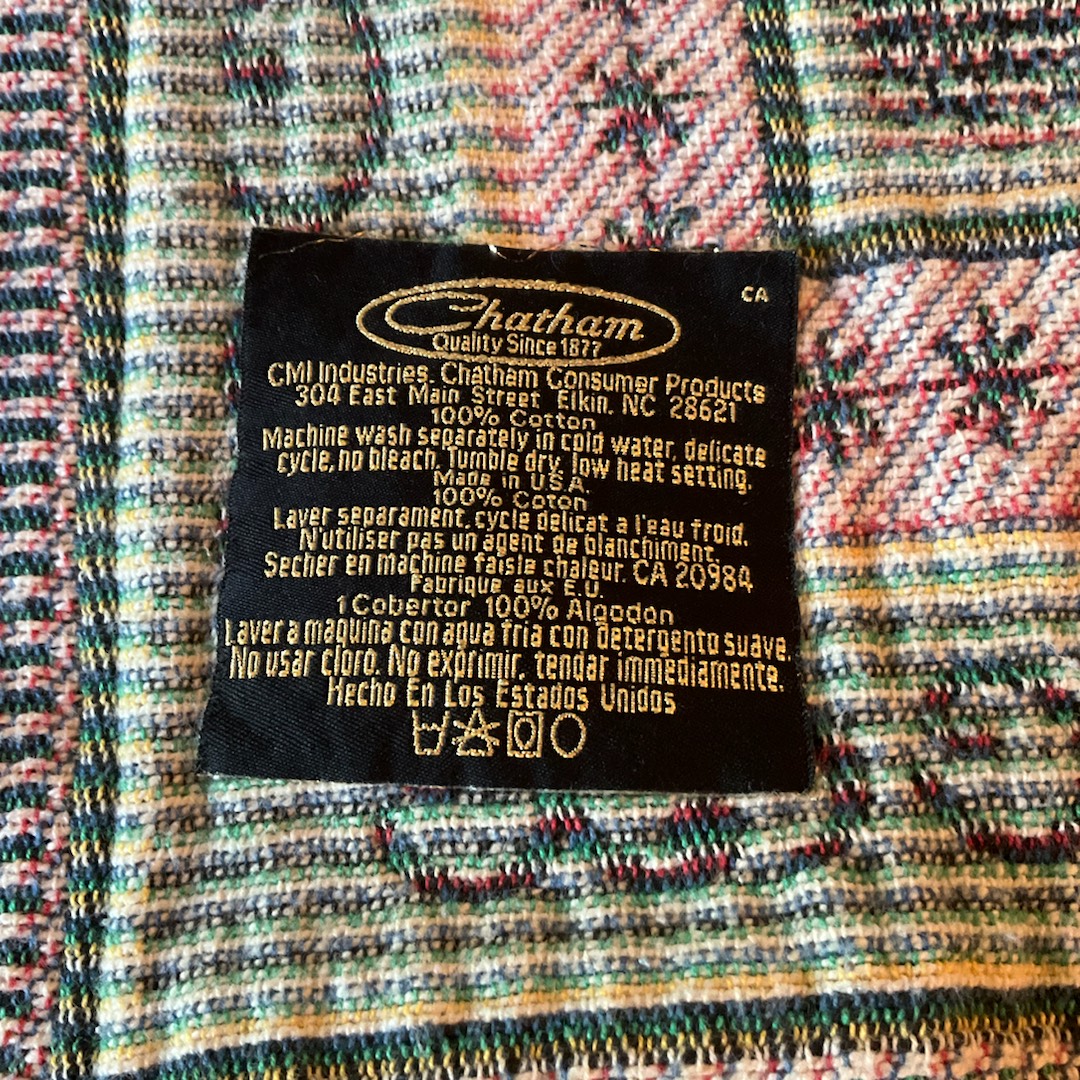 CA
Chatham
Quality Since 1877
CMI Industries, Chatham Consumer Products
304 East Main Street Elkin, NC 28621
100% Cotton
Machine wash separately in cold water, delicate
cycle, no bleach, Tumble dry, low heat setting.
Made in U.S.A.
100% Coton
Laver separament, cycle delicat a l'eau froid.
N'utiliser pas un agent de blanchiment.
Secher en machine faisie chaleur. CA 20984
Fabrique aux E.U.
1 Cobertor 100% Algodon
Laver a maquina con agua fria con detergento suave.
No usar cloro. No exprimir, tendar immediamente.
Hecho En Los Estados Unidos